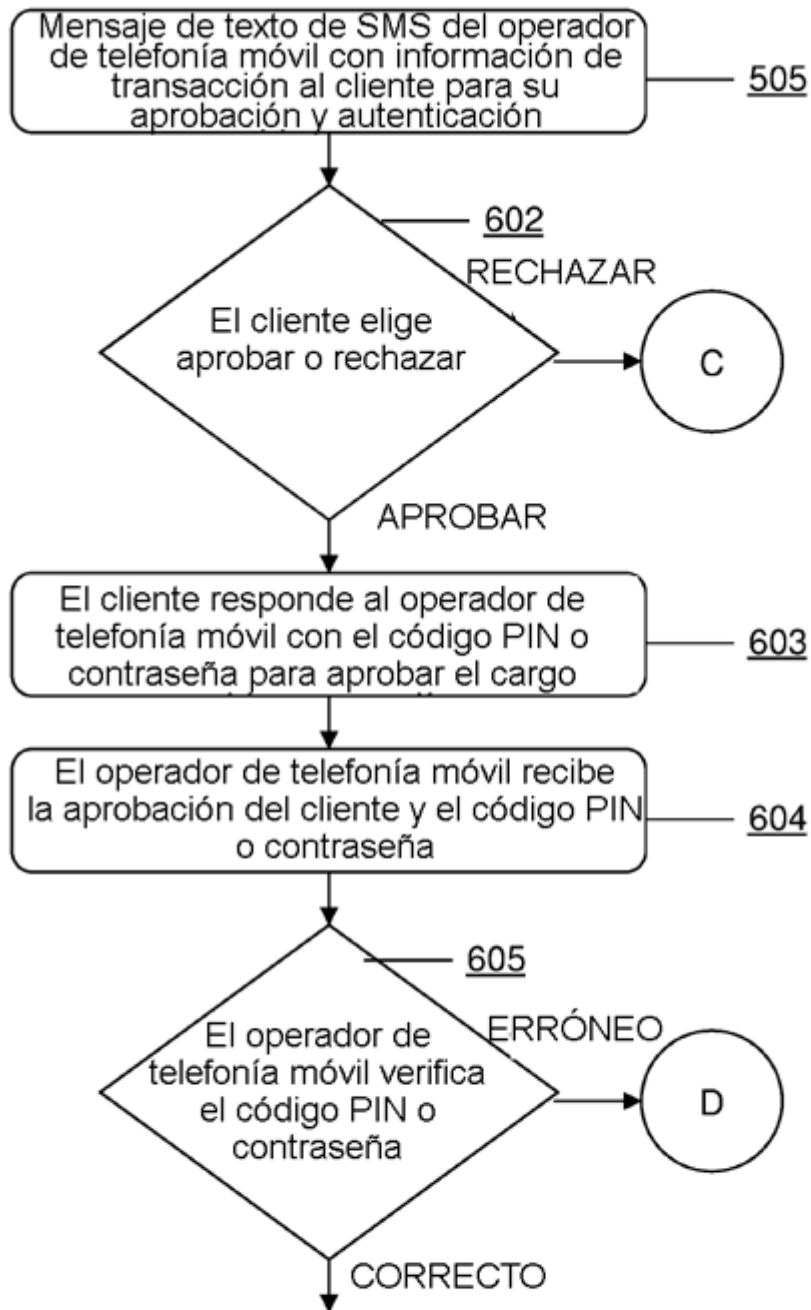 Mensaje de texto de SMS del operador
de telefonía móvil con información de
transacción al cliente para su
aprobación y autenticación
505
602
RECHAZAR
El cliente elige
aprobar o rechazar
C
APROBAR
El cliente responde al operador de
telefonía móvil con el código PIN o
contraseña para aprobar el cargo
603
El operador de telefonía móvil recibe
la aprobación del cliente y el código PIN
o contraseña
604
605
ERRÓNEO
El operador de
telefonía móvil verifica
el código PIN o
contraseña
D
CORRECTO